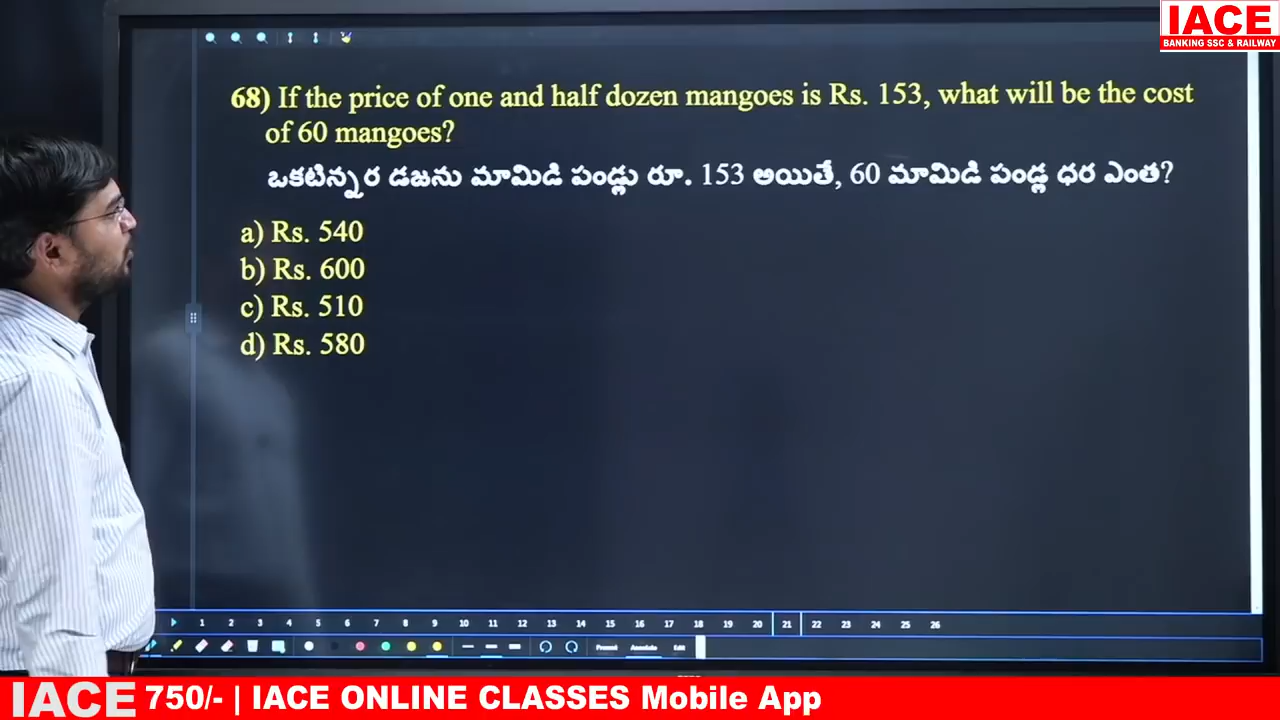 IACE
BANKING SSC & RAILWAY
68) If the price of one and half dozen mangoes is Rs. 153, what will be the cost
of 60 mangoes?
ఒకటిన్నర డజను మామిడి పండ్లు రూ. 153 అయితే, 60 మామిడి పండ్ల ధర ఎంత?
a) Rs. 540
b) Rs. 600
c) Rs. 510
d) Rs. 580
1 2 3 4 5 6 7 8 9 10 11 12 13 14 15 16 17 18 19 20 21 22 23 24 25 26
Annotate Edit
IACE 750/- | IACE ONLINE CLASSES Mobile App